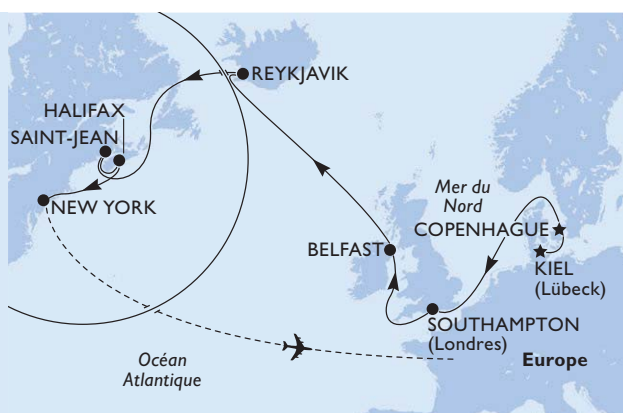 REYKJAVIK
HALIFAX
SAINT-JEAN
NEW YORK
Mer du
Nord
COPENHAGUE
BELFAST
KIEL
(Lübeck)
SOUTHAMPTON
(Londres)
Europe
Océan
Atlantique